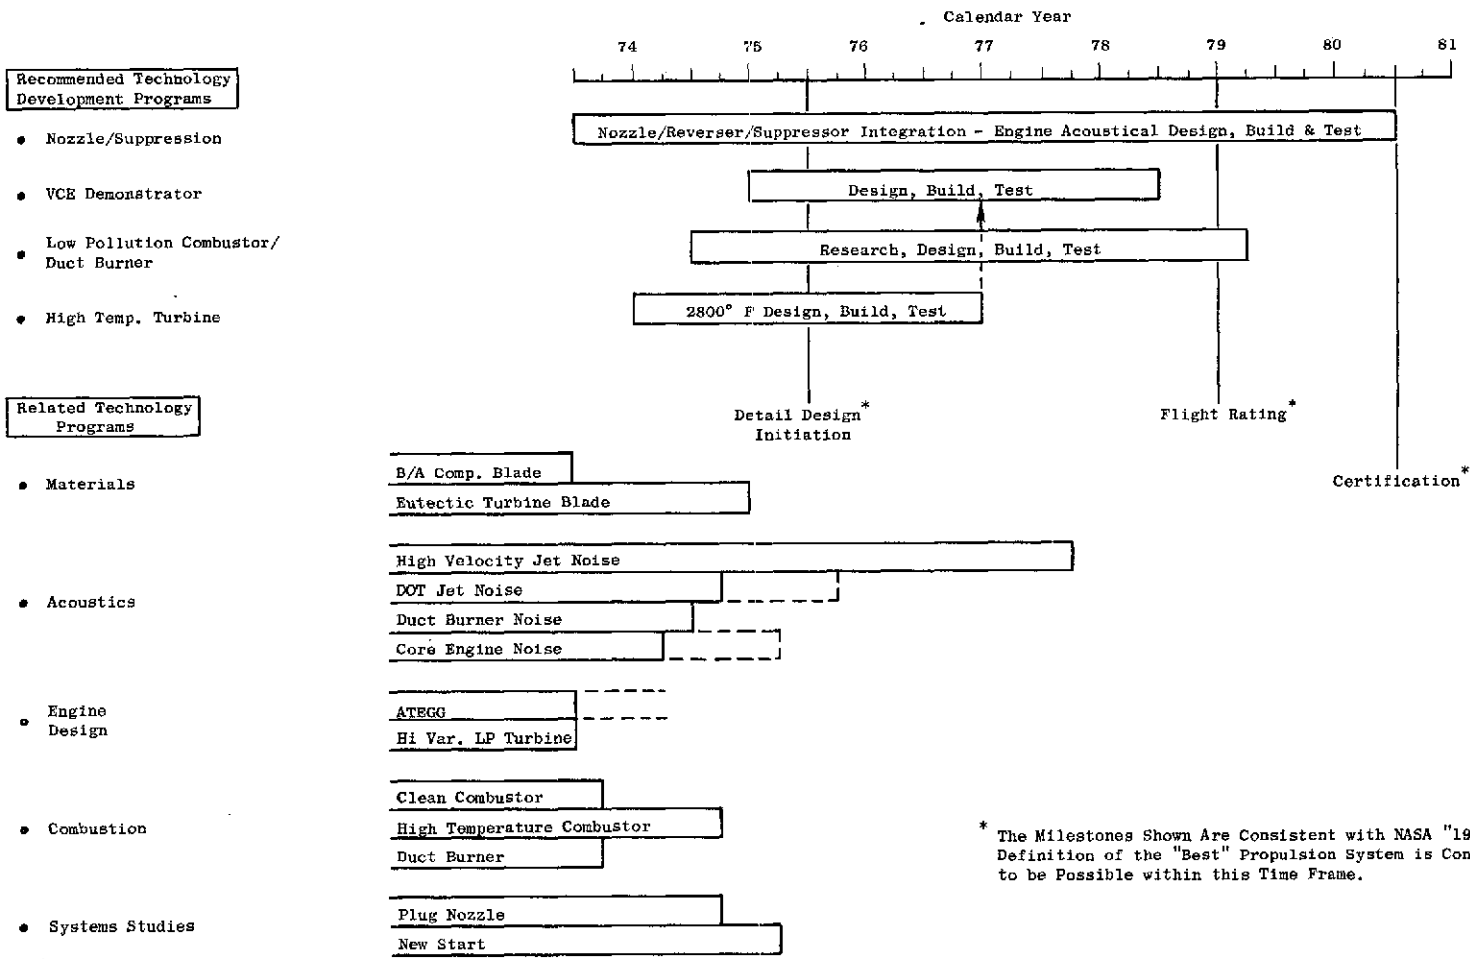 Calendar Year
74 75 76 77 78 79 80 81
Recommended Technology
Development Programs
• Nozzle/Suppression
Nozzle/Reverser/Suppressor Integration - Engine Acoustical Design, Build & Test
• VCE Demonstrator
Design, Build, Test
• Low Pollution Combustor/
Duct Burner
Research, Design, Build, Test
• High Temp. Turbine
2800° F Design, Build, Test
Detail Design*
Initiation
Flight Rating*
Certification*
Related Technology
Programs
• Materials
B/A Comp. Blade
Eutectic Turbine Blade
• Acoustics
High Velocity Jet Noise
DOT Jet Noise
Duct Burner Noise
Core Engine Noise
• Engine
Design
ATEGG
Hi Var. LP Turbine
• Combustion
Clean Combustor
High Temperature Combustor
Duct Burner
• Systems Studies
Plug Nozzle
New Start
* The Milestones Shown Are Consistent with NASA "19
Definition of the "Best" Propulsion System is Con
to be Possible within this Time Frame.